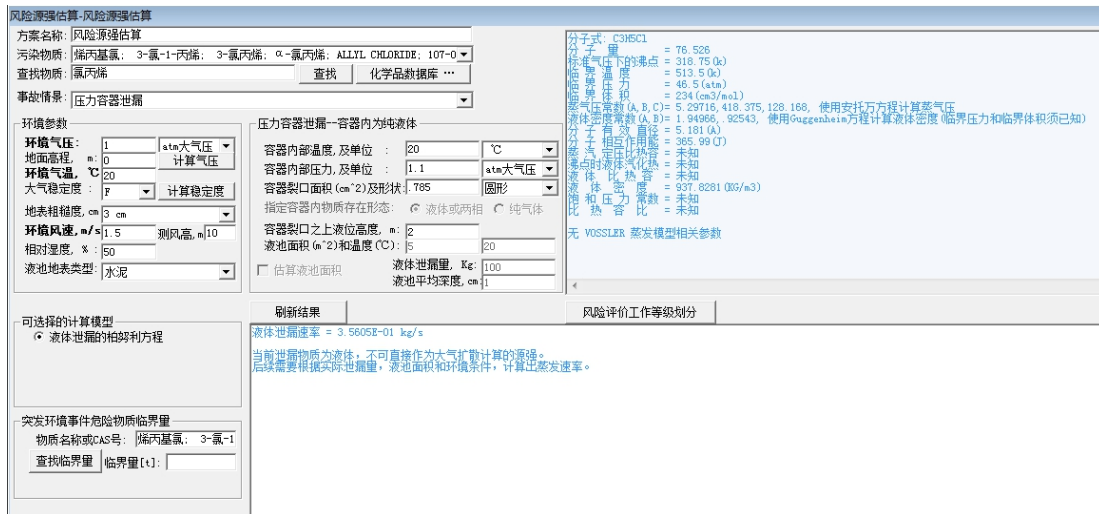 风险源强估算-风险源强估算
方案名称: 风险源强估算
污染物质: 烯丙基氯; 3-氯-1-丙烯; 3-氯丙烯; α-氯丙烯; ALLYL CHLORIDE; 107-0
查找物质: 氯丙烯 查找 化学品数据库 …
事故情景: 压力容器泄漏
环境参数
环境气压: 1 atm大气压
地面高程, m: 0 计算气压
环境气温, ℃ 20
大气稳定度 : F 计算稳定度
地表粗糙度, cm 3 cm
环境风速, m/s 1.5 测风高, m 10
相对湿度, % : 50
液池地表类型: 水泥
压力容器泄漏--容器内为纯液体
容器内部温度, 及单位 : 20 ℃
容器内部压力, 及单位 : 1.1 atm大气压
容器裂口面积(cm^2)及形状: .785 圆形
指定容器内物质存在形态: 液体或两相 纯气体
容器裂口之上液位高度, m: 2
液池面积(m^2)和温度(℃): 5 20
估算液池面积 液体泄漏量, Kg: 100
液池平均深度, cm: 1
分子式: C3H5Cl
分 子 量 = 76.526
标准气压下的沸点 = 318.75(k)
临 界 温 度 = 513.5(k)
临 界 压 力 = 46.5(atm)
临 界 体 积 = 234(cm3/mol)
蒸气压常数(A,B,C)= 5.29716,418.375,128.168, 使用安托万方程计算蒸气压
液体密度常数(A,B)= 1.94966,.92543, 使用Guggenheim方程计算液体密度(临界压力和临界体积须已知)
分 子 有 效 直径 = 5.181(A)
分 子 相互作用能 = 365.99(J)
蒸 汽 定压比热容 = 未知
沸点时液体汽化热 = 未知
液 体 比 热 容 = 未知
液 体 密 度 = 937.8281(KG/m3)
饱 和 压 力 常数 = 未知
比 热 容 比 = 未知
无 VOSSLER 蒸发模型相关参数
刷新结果 风险评价工作等级划分
可选择的计算模型
液体泄漏的柏努利方程
液体泄漏速率 = 3.5605E-01 kg/s
当前泄漏物质为液体，不可直接作为大气扩散计算的源强。
后续需要根据实际泄漏量，液池面积和环境条件，计算出蒸发速率。
突发环境事件危险物质临界量
物质名称或CAS号: 烯丙基氯; 3-氯-1
查找临界量 临界量[t]: